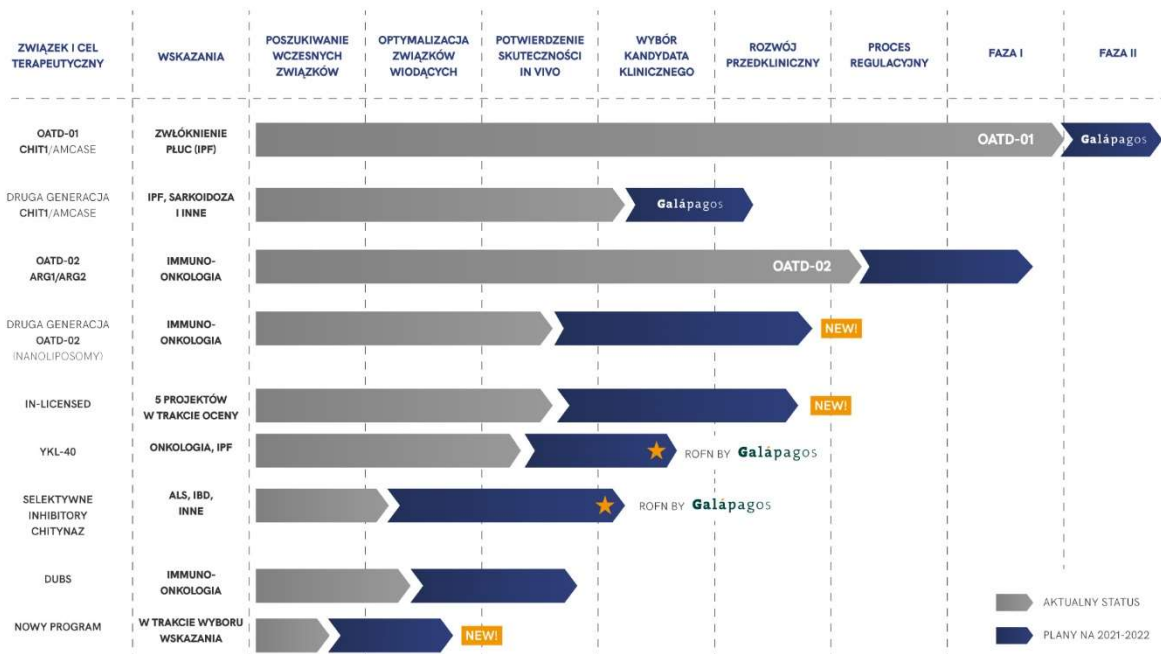 ZWIĄZEK I CEL
TERAPEUTYCZNY
WSKAZANIA
POSZUKIWANIE
WCZESNYCH
ZWIĄZKÓW
OPTYMALIZACJA
ZWIĄZKÓW
WIODĄCYCH
POTWIERDZENIE
SKUTECZNOŚCI
IN VIVO
WYBÓR
KANDYDATA
KLINICZNEGO
ROZWÓJ
PRZEDKLINICZNY
PROCES
REGULACYJNY
FAZA I
FAZA II
OATD-01
CHIT1/AMCASE
ZWŁÓKNIENIE
PŁUC (IPF)
OATD-01
Galápagos
DRUGA GENERACJA
CHIT1/AMCASE
IPF, SARKOIDOZA
I INNE
Galápagos
OATD-02
ARG1/ARG2
IMMUNO-
ONKOLOGIA
OATD-02
DRUGA GENERACJA
OATD-02
(NANOLIPOSOMY)
IMMUNO-
ONKOLOGIA
NEW!
IN-LICENSED
5 PROJEKTÓW
W TRAKCIE OCENY
NEW!
YKL-40
ONKOLOGIA, IPF
ROFN BY Galápagos
SELEKTYWNE
INHIBITORY
CHITYNAZ
ALS, IBD,
INNE
ROFN BY Galápagos
DUBS
IMMUNO-
ONKOLOGIA
NOWY PROGRAM
W TRAKCIE WYBORU
WSKAZANIA
NEW!
AKTUALNY STATUS
PLANY NA 2021-2022